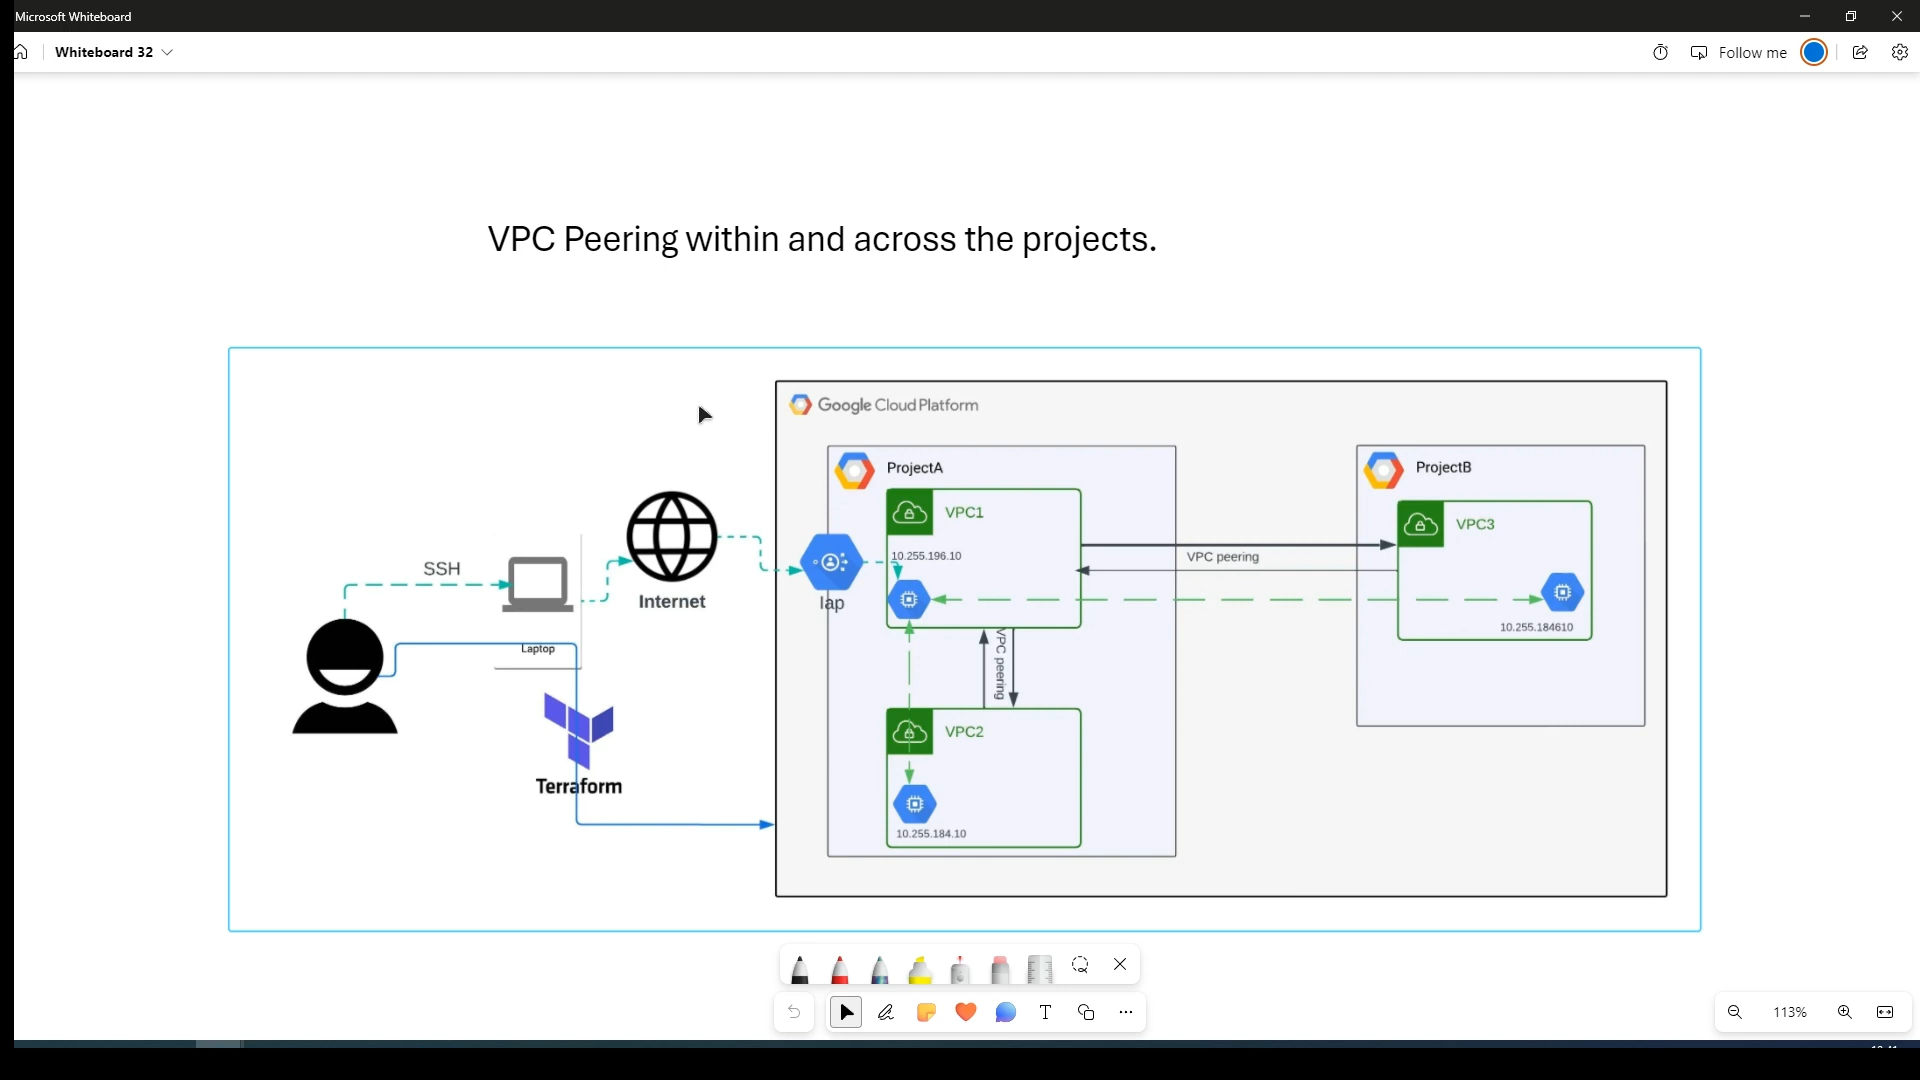 Microsoft Whiteboard
Whiteboard 32
Follow me
VPC Peering within and across the projects.
Google Cloud Platform
ProjectA
ProjectB
VPC1
VPC3
SSH
10.255.196.10
VPC peering
Internet
Iap
10.255.184610
Laptop
VPC peering
VPC2
Terraform
10.255.184.10
T
113%